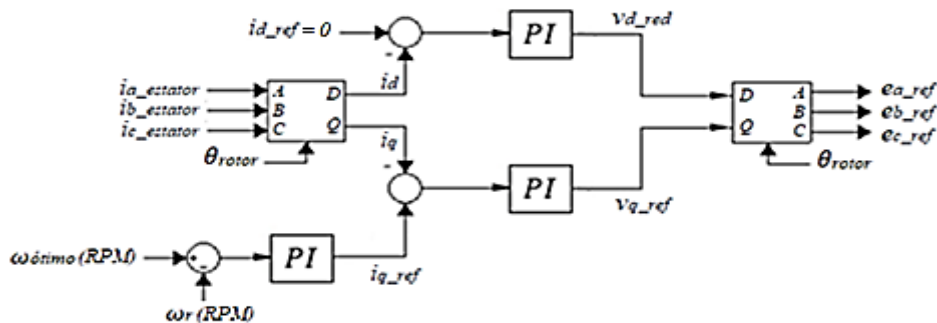 id_ref = 0
PI
vd_red
-
ia_estator
ib_estator
ic_estator
A
B
C
D
Q
id
iq
θrotor
D
Q
A
B
C
ea_ref
eb_ref
ec_ref
θrotor
-
PI
vq_ref
ωótimo (RPM)
+
-
PI
iq_ref
ωr (RPM)